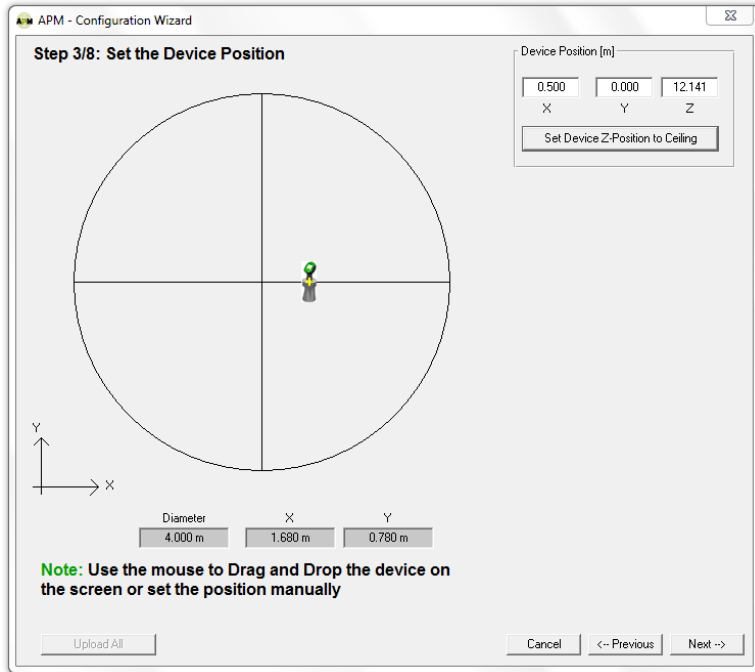 APM - Configuration Wizard
Step 3/8: Set the Device Position
Device Position [m]
0.500 0.000 12.141
X Y Z
Set Device Z-Position to Ceiling
Y
X
Diameter X Y
4.000 m 1.680 m 0.780 m
Note: Use the mouse to Drag and Drop the device on
the screen or set the position manually
Upload All Cancel <-- Previous Next -->